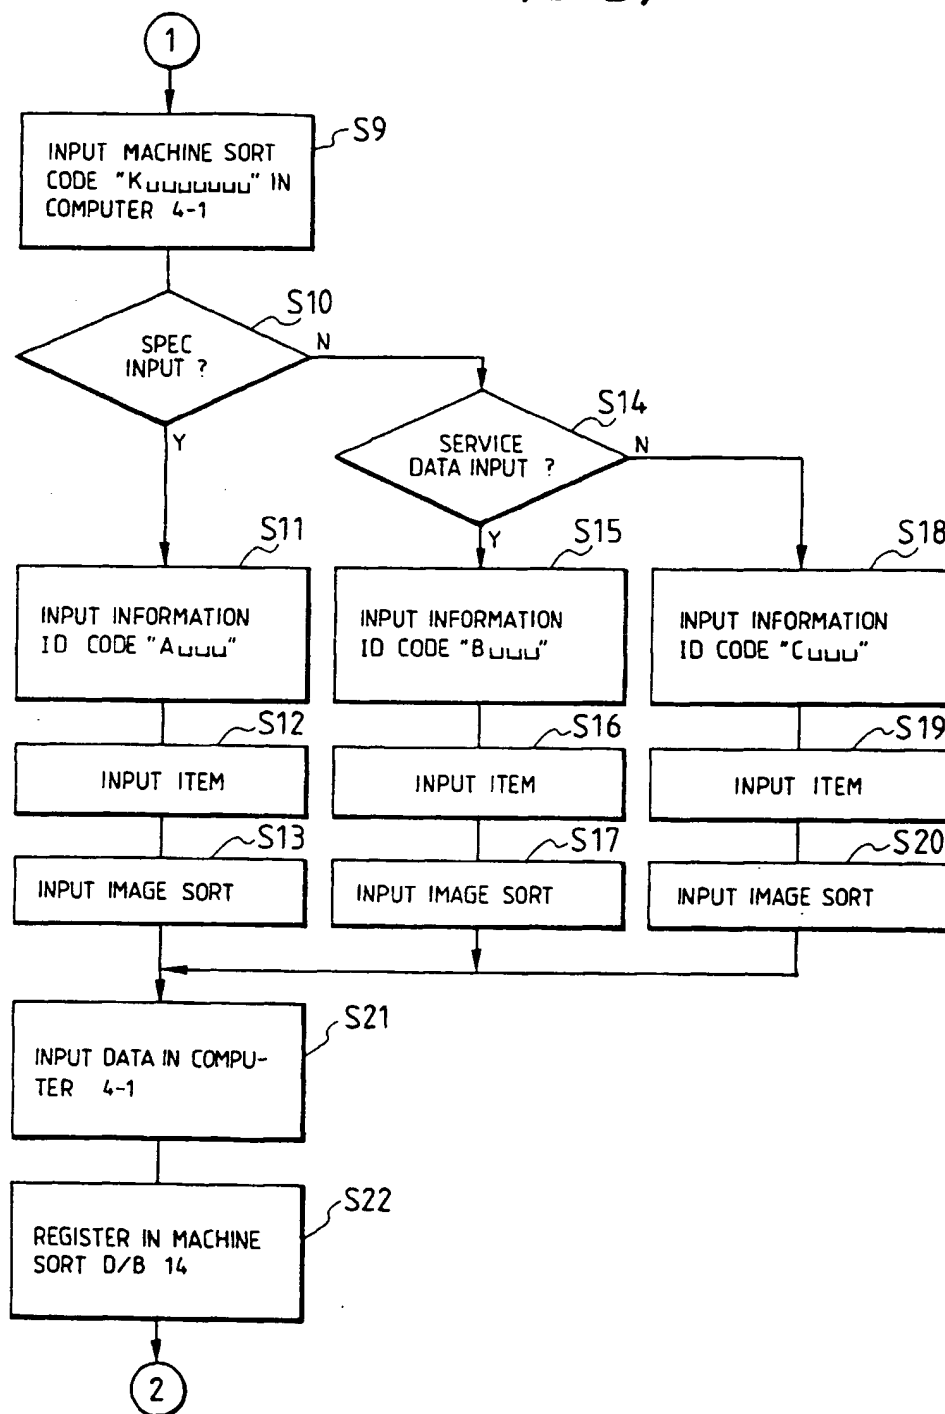 1
S9
INPUT MACHINE SORT
CODE "K␣␣␣␣␣␣␣" IN
COMPUTER 4-1
S10
SPEC
INPUT ?
N
Y
S14
SERVICE
DATA INPUT ?
N
Y
S11
INPUT INFORMATION
ID CODE "A␣␣␣"
S15
INPUT INFORMATION
ID CODE "B␣␣␣"
S18
INPUT INFORMATION
ID CODE "C␣␣␣"
S12
INPUT ITEM
S16
INPUT ITEM
S19
INPUT ITEM
S13
INPUT IMAGE SORT
S17
INPUT IMAGE SORT
S20
INPUT IMAGE SORT
S21
INPUT DATA IN COMPU-
TER 4-1
S22
REGISTER IN MACHINE
SORT D/B 14
2